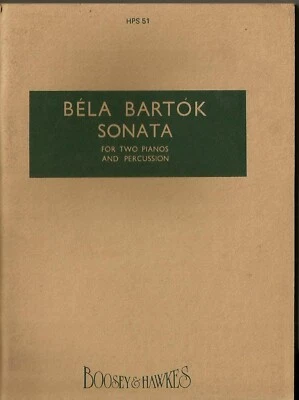 HPS 51
BÉLA BARTÓK
SONATA
FOR TWO PIANOS
AND PERCUSSION
BOOSEY & HAWKES